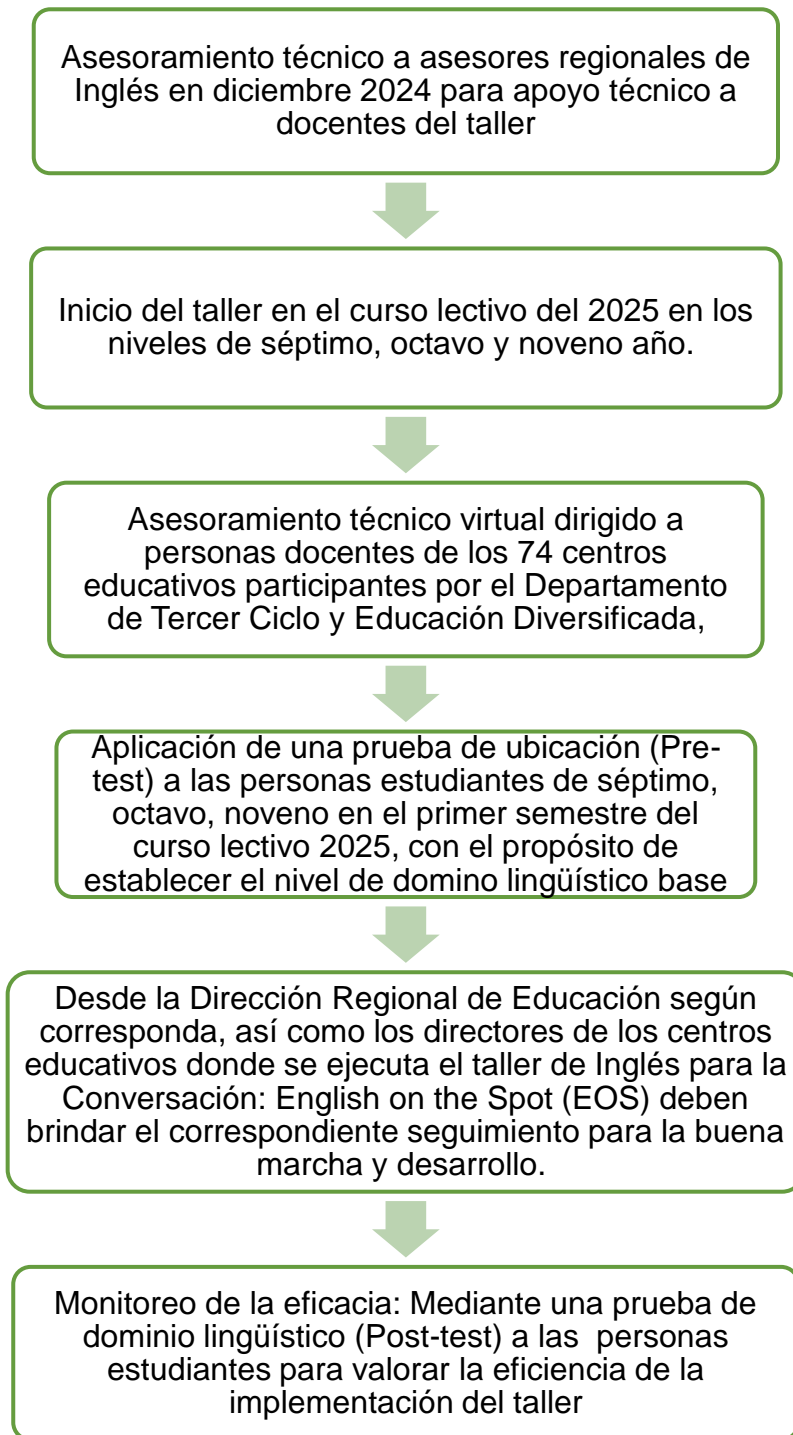 Asesoramiento técnico a asesores regionales de
Inglés en diciembre 2024 para apoyo técnico a
docentes del taller
Inicio del taller en el curso lectivo del 2025 en los
niveles de séptimo, octavo y noveno año.
Asesoramiento técnico virtual dirigido a
personas docentes de los 74 centros
educativos participantes por el Departamento
de Tercer Ciclo y Educación Diversificada,
Aplicación de una prueba de ubicación (Pre-
test) a las personas estudiantes de séptimo,
octavo, noveno en el primer semestre del
curso lectivo 2025, con el propósito de
establecer el nivel de domino lingüístico base
Desde la Dirección Regional de Educación según
corresponda, así como los directores de los centros
educativos donde se ejecuta el taller de Inglés para la
Conversación: English on the Spot (EOS) deben
brindar el correspondiente seguimiento para la buena
marcha y desarrollo.
Monitoreo de la eficacia: Mediante una prueba de
dominio lingüístico (Post-test) a las  personas
estudiantes para valorar la eficiencia de la
implementación del taller